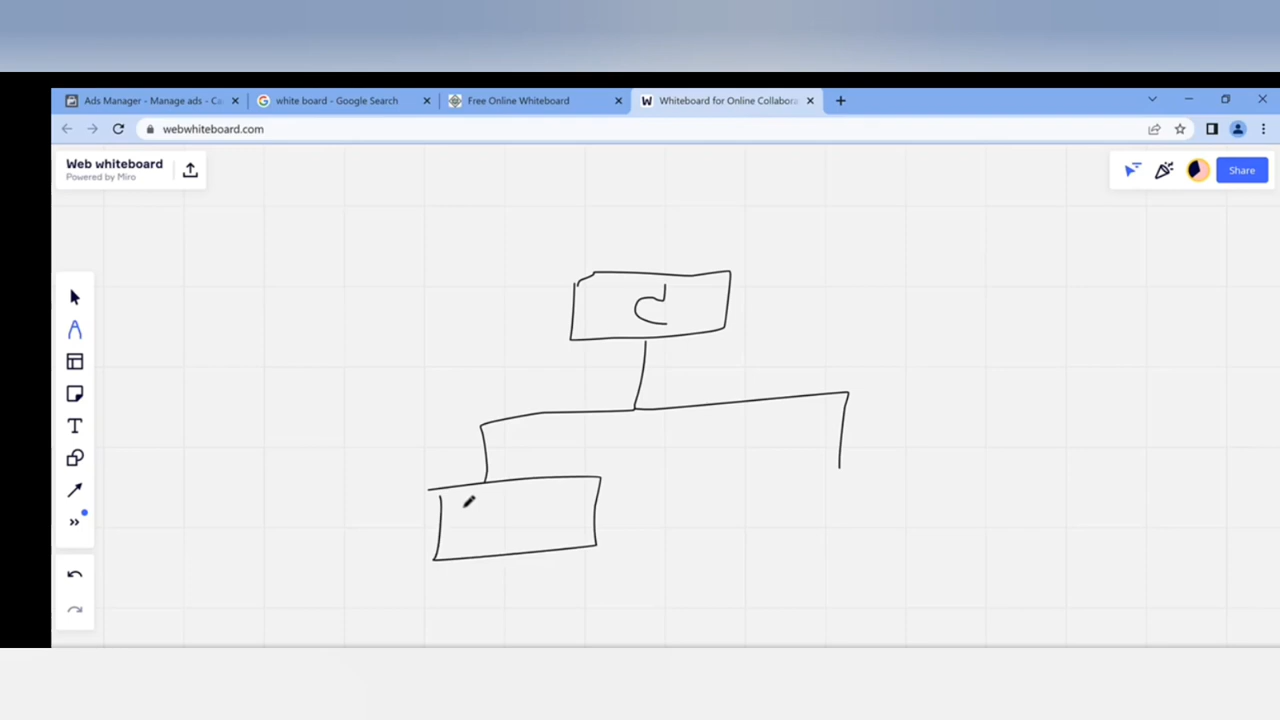 Ads Manager - Manage ads - Ca
white board - Google Search
Free Online Whiteboard
W Whiteboard for Online Collabora
webwhiteboard.com
Web whiteboard
Powered by Miro
Share
T